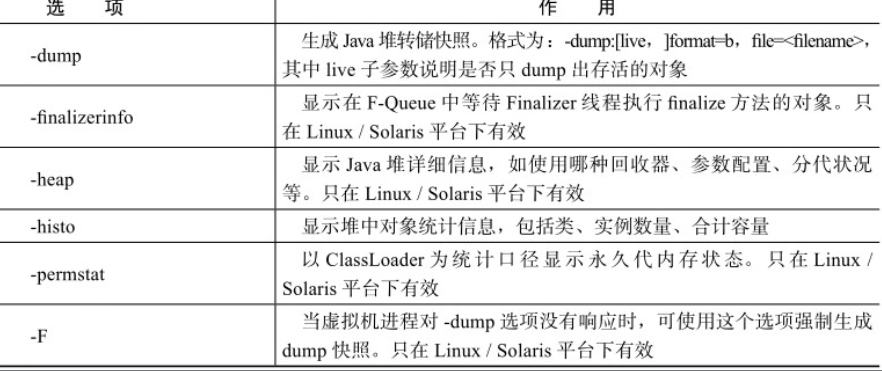 选 项 作 用
-dump 生成 Java 堆转储快照。格式为：-dump:[live，]format=b，file=<filename>，
其中 live 子参数说明是否只 dump 出存活的对象
-finalizerinfo 显示在 F-Queue 中等待 Finalizer 线程执行 finalize 方法的对象。只
在 Linux / Solaris 平台下有效
-heap 显示 Java 堆详细信息，如使用哪种回收器、参数配置、分代状况
等。只在 Linux / Solaris 平台下有效
-histo 显示堆中对象统计信息，包括类、实例数量、合计容量
-permstat 以 ClassLoader 为统计口径显示永久代内存状态。只在 Linux /
Solaris 平台下有效
-F 当虚拟机进程对 -dump 选项没有响应时，可使用这个选项强制生成
dump 快照。只在 Linux / Solaris 平台下有效